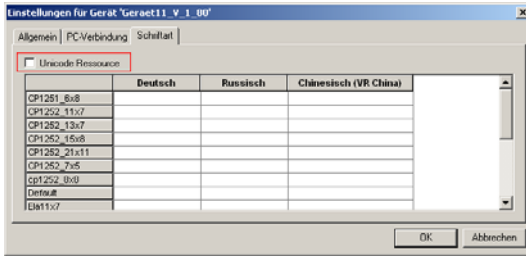 Einstellungen für Gerät 'Geraet11_V_1_00'
Allgemein PC-Verbindung Schriftart
Unicode Ressource
Deutsch Russisch Chinesisch (VR China)
CP1251_6x8
CP1252_11x7
CP1252_13x7
CP1252_15x8
CP1252_21x11
CP1252_7x5
cp1252_8x8
Default
Ela11x7
OK Abbrechen